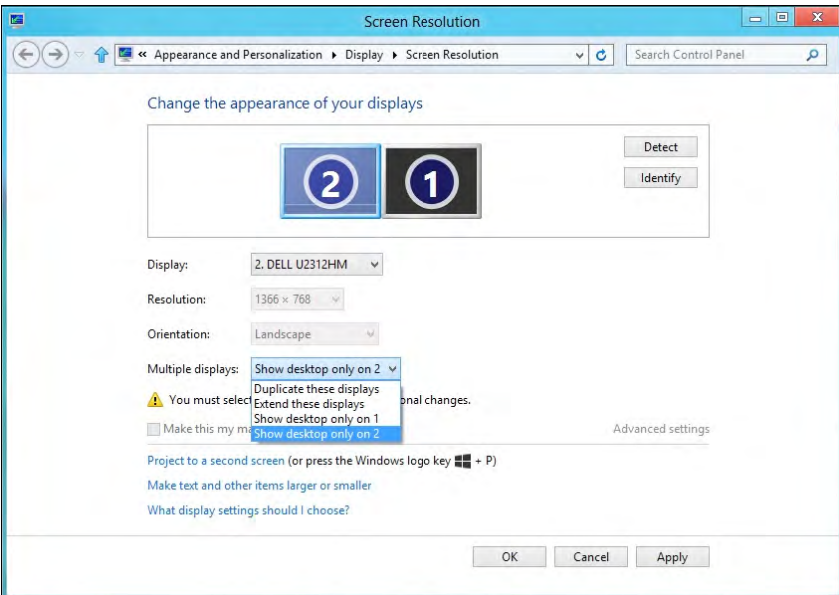 Screen Resolution
« Appearance and Personalization ▸ Display ▸ Screen Resolution
Search Control Panel
Change the appearance of your displays
2 1
Detect
Identify
Display: 2. DELL U2312HM
Resolution: 1366 × 768
Orientation: Landscape
Multiple displays: Show desktop only on 2
Duplicate these displays
You must select onal changes.
Extend these displays
Show desktop only on 1
Make this my ma
Show desktop only on 2
Advanced settings
Project to a second screen (or press the Windows logo key + P)
Make text and other items larger or smaller
What display settings should I choose?
OK Cancel Apply